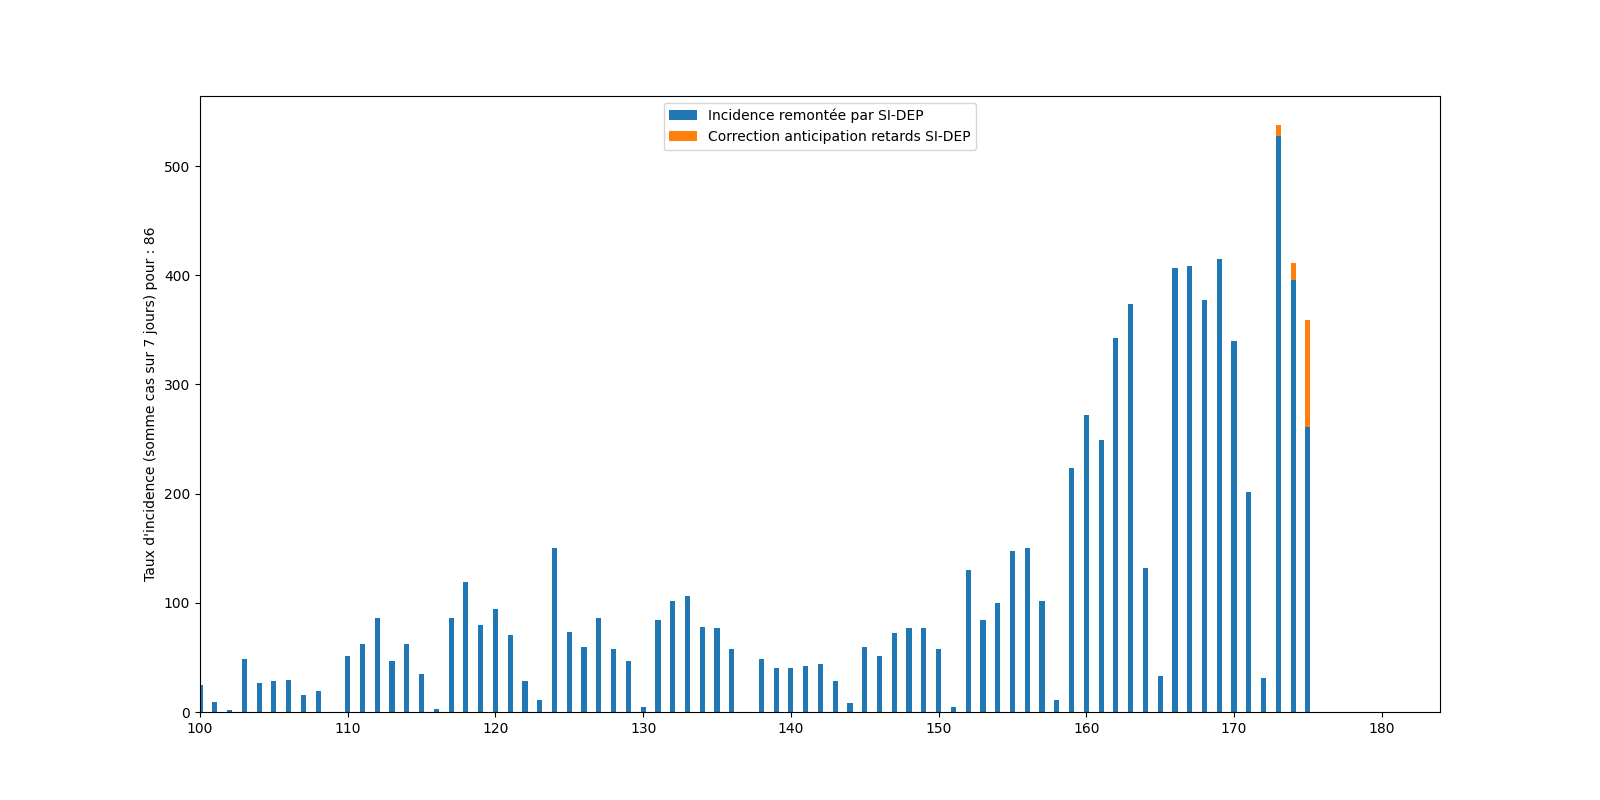 Incidence remontée par SI-DEP
Correction anticipation retards SI-DEP
Taux d'incidence (somme cas sur 7 jours) pour : 86
500
400
300
200
100
0
100 110 120 130 140 150 160 170 180